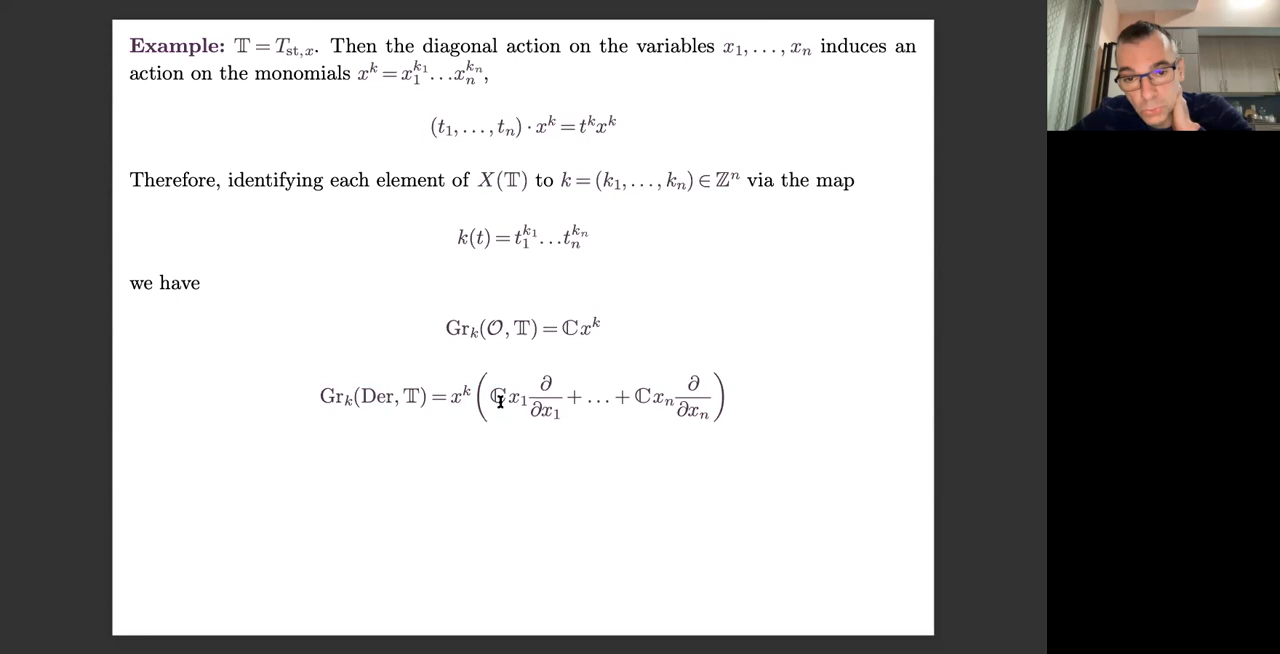 Example: 𝕋 = T_{st,x}. Then the diagonal action on the variables x_1, . . . , x_n induces an
action on the monomials x^k = x_1^{k_1} . . . x_n^{k_n},
(t_1, . . . , t_n) · x^k = t^k x^k
Therefore, identifying each element of X(𝕋) to k = (k_1, . . . , k_n) ∈ ℤ^n via the map
k(t) = t_1^{k_1} . . . t_n^{k_n}
we have
Gr_k(𝒪, 𝕋) = ℂx^k
Gr_k(Der, 𝕋) = x^k ( ℂx_1 ∂/∂x_1 + . . . + ℂx_n ∂/∂x_n )